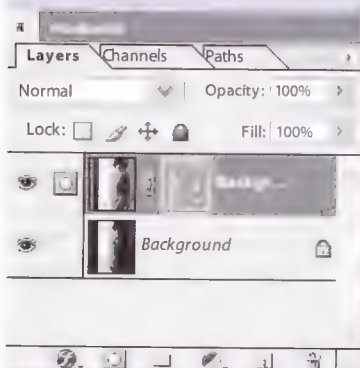 Layers Channels Paths
Normal Opacity: 100%
Lock: Fill: 100%
Background